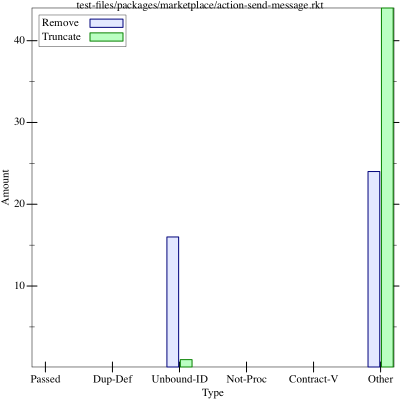 test-files/packages/marketplace/action-send-message.rkt
Remove
Truncate
40
30
20
10
Amount
Passed Dup-Def Unbound-ID Not-Proc Contract-V Other
Type